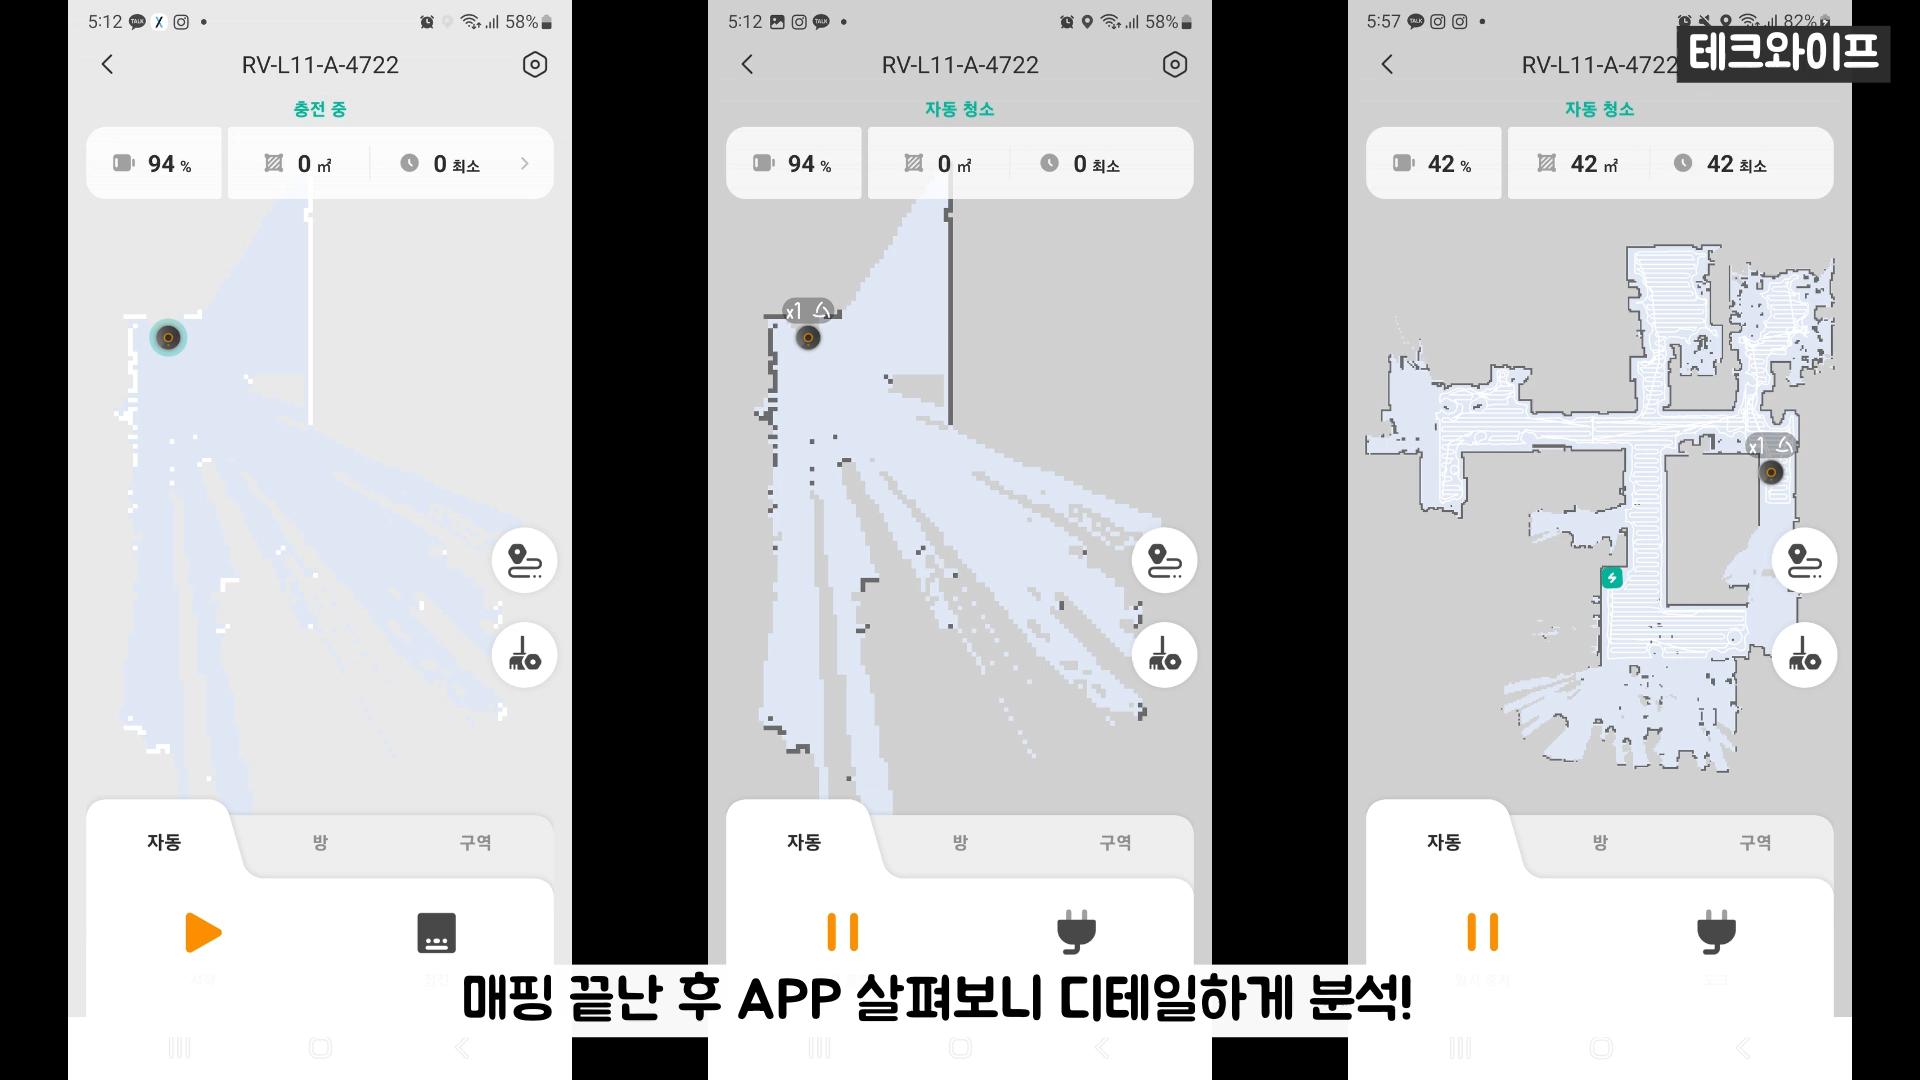 5:12
58%
RV-L11-A-4722
충전 중
94 %
0 ㎡
0 최소
자동
방
구역
5:12
58%
RV-L11-A-4722
자동 청소
94 %
0 ㎡
0 최소
x1
자동
방
구역
5:57
82%
테크와이프
RV-L11-A-4722
자동 청소
42 %
42 ㎡
42 최소
x1
자동
방
구역
매핑 끝난 후 APP 살펴보니 디테일하게 분석!